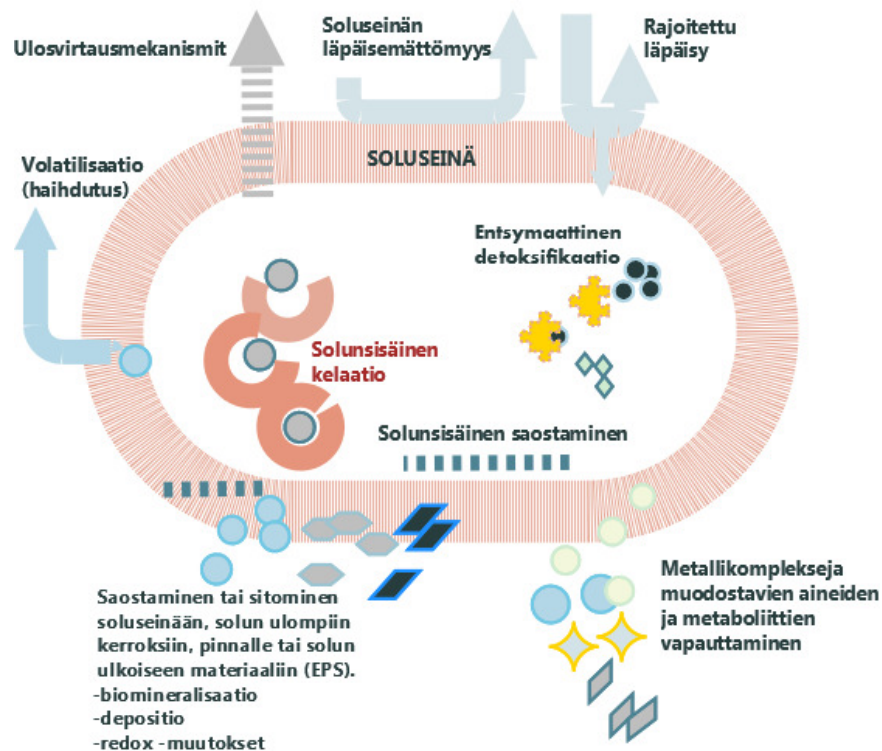 Ulosvirtausmekanismit
Soluseinän
läpäisemättömyys
Rajoitettu
läpäisy
SOLUSEINÄ
Volatilisaatio
(haihdutus)
Entsymaattinen
detoksifikaatio
Solunsisäinen
kelaatio
Solunsisäinen saostaminen
Saostaminen tai sitominen
soluseinään, solun ulompiin
kerroksiin, pinnalle tai solun
ulkoiseen materiaaliin (EPS).
-biomineralisaatio
-depositio
-redox -muutokset
Metallikomplekseja
muodostavien aineiden
ja metaboliittien
vapauttaminen